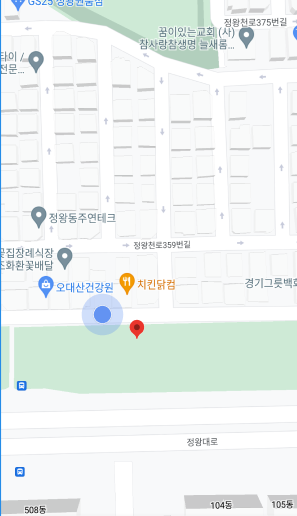 GS25 정왕원룸점
정왕천로375번길
꿈이있는교회 (사)
참사랑참생명 늘새롬...
타이 /
전문...
정왕동주연테크
정왕천로359번길
꽃집장례식장
조화환꽃배달
오대산건강원
치킨닭컴
경기그릇백화
정왕대로
508동
104동
105동